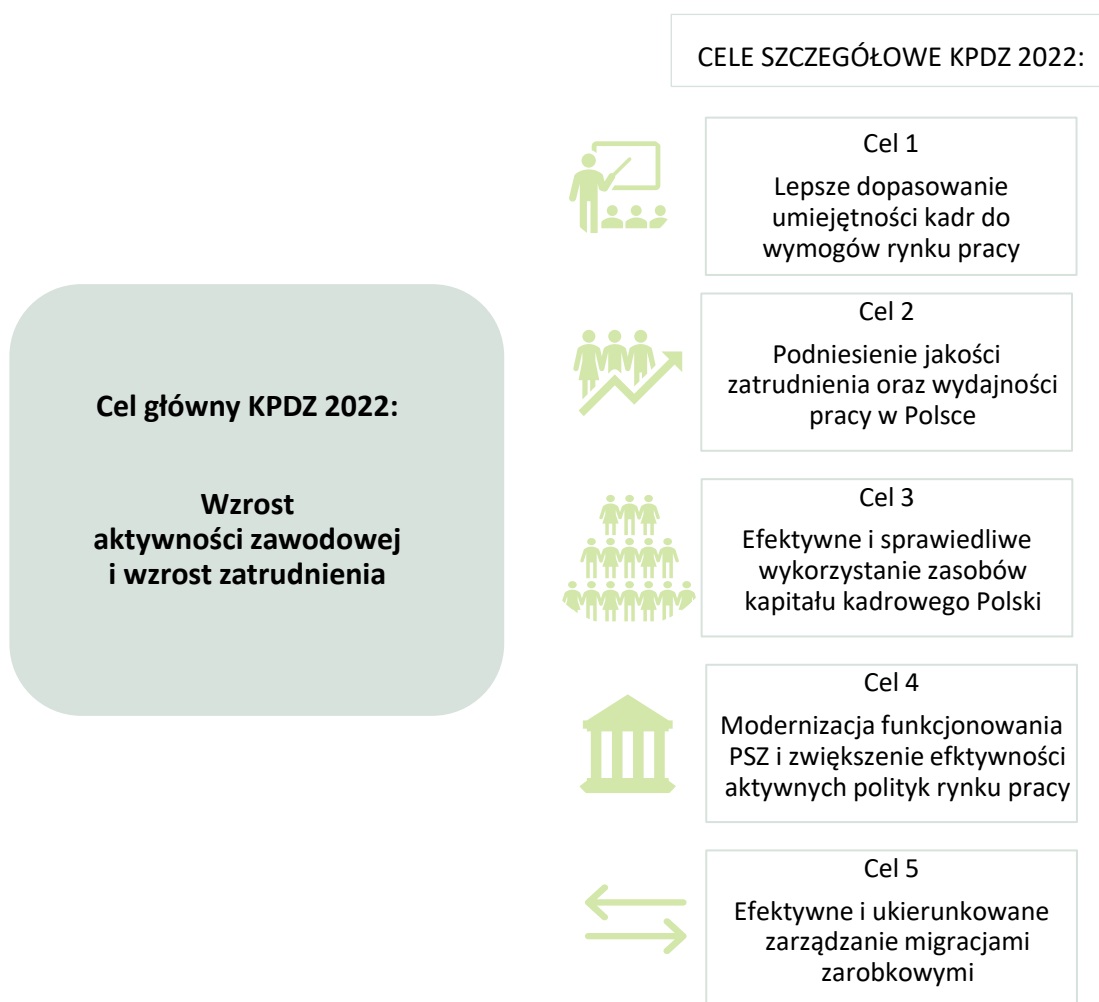 CELE SZCZEGÓŁOWE KPDZ 2022:
Cel 1
Lepsze dopasowanie
umiejętności kadr do
wymogów rynku pracy
Cel 2
Podniesienie jakości
zatrudnienia oraz wydajności
pracy w Polsce
Cel główny KPDZ 2022:
Wzrost
aktywności zawodowej
i wzrost zatrudnienia
Cel 3
Efektywne i sprawiedliwe
wykorzystanie zasobów
kapitału kadrowego Polski
Cel 4
Modernizacja funkcjonowania
PSZ i zwiększenie efktywności
aktywnych polityk rynku pracy
Cel 5
Efektywne i ukierunkowane
zarządzanie migracjami
zarobkowymi